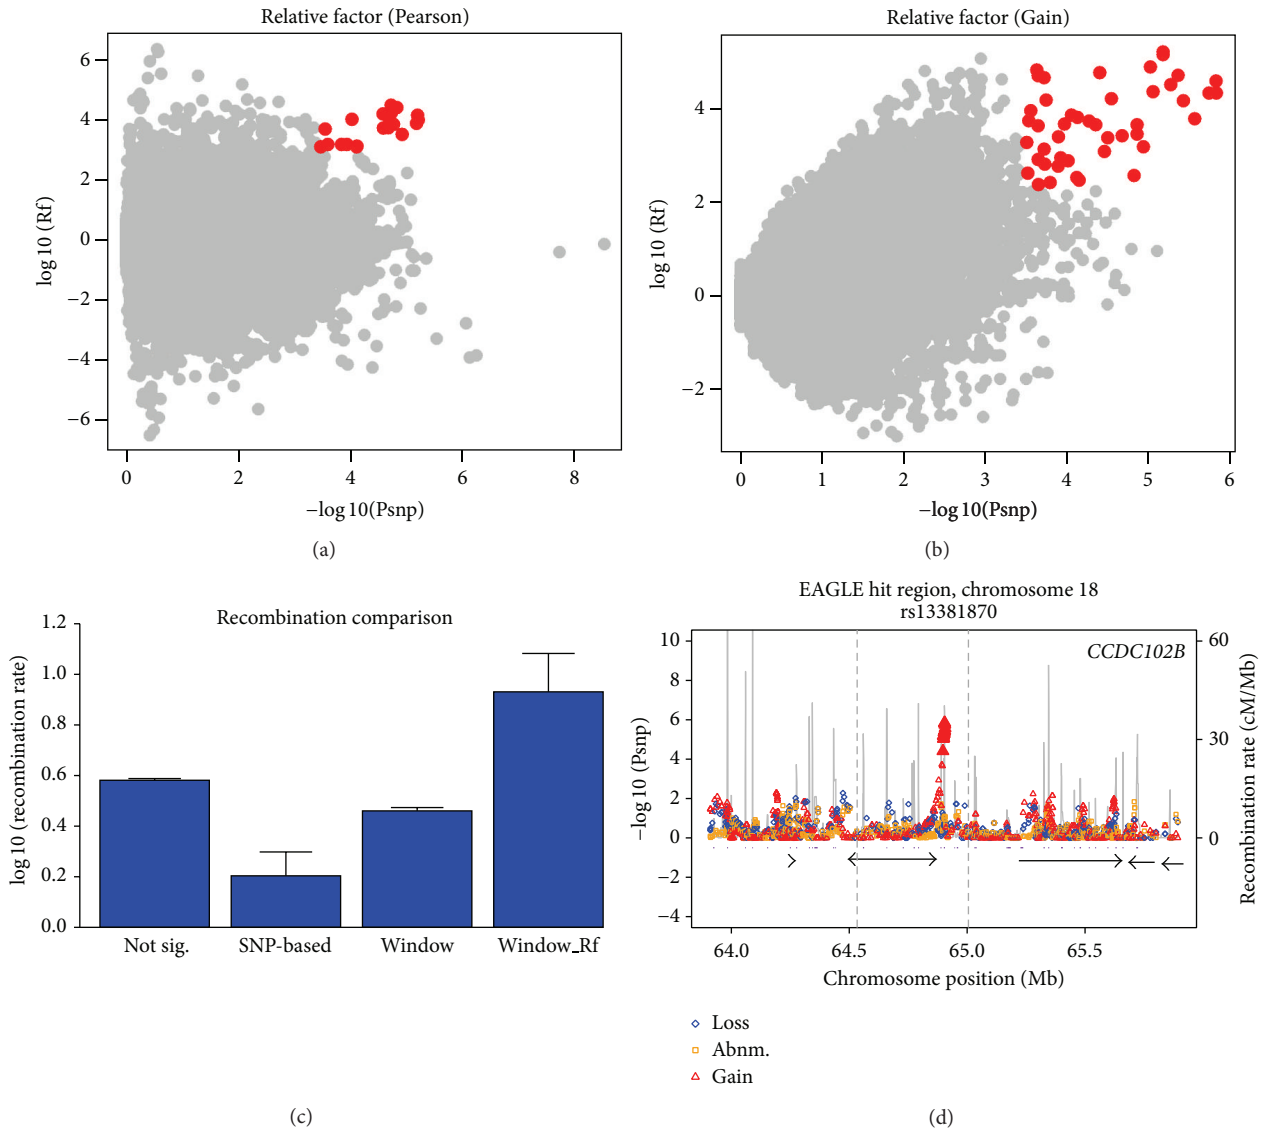 Relative factor (Pearson)
6
4
2
0
−2
−4
−6
log 10 (Rf)
0 2 4 6 8
−log 10(Psnp)
(a)
Relative factor (Gain)
4
2
0
−2
log 10 (Rf)
0 1 2 3 4 5 6
−log 10(Psnp)
(b)
Recombination comparison
1.2
1.0
0.8
0.6
0.4
0.2
0.0
log 10 (recombination rate)
Not sig. SNP-based Window Window_Rf
(c)
EAGLE hit region, chromosome 18
rs13381870
CCDC102B
10
8
6
4
2
0
−2
−4
−log 10 (Psnp)
60
30
0
Recombination rate (cM/Mb)
64.0 64.5 65.0 65.5
Chromosome position (Mb)
Loss
Abnm.
Gain
(d)